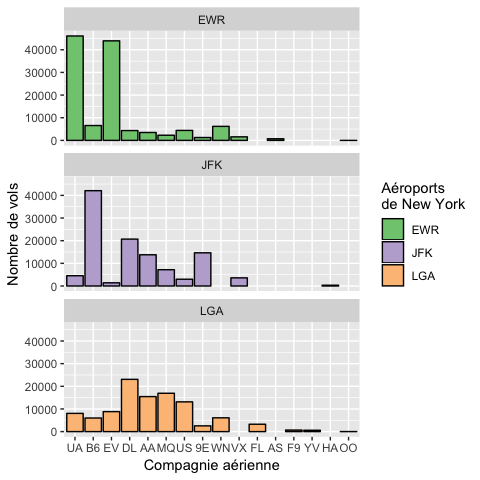 EWR
40000
30000
20000
10000
0
JFK
40000
30000
20000
10000
0
LGA
40000
30000
20000
10000
0
UA B6 EV DL AA MQ US 9E WN VX FL AS F9 YV HA OO
Compagnie aérienne
Nombre de vols
Aéroports
de New York
EWR
JFK
LGA